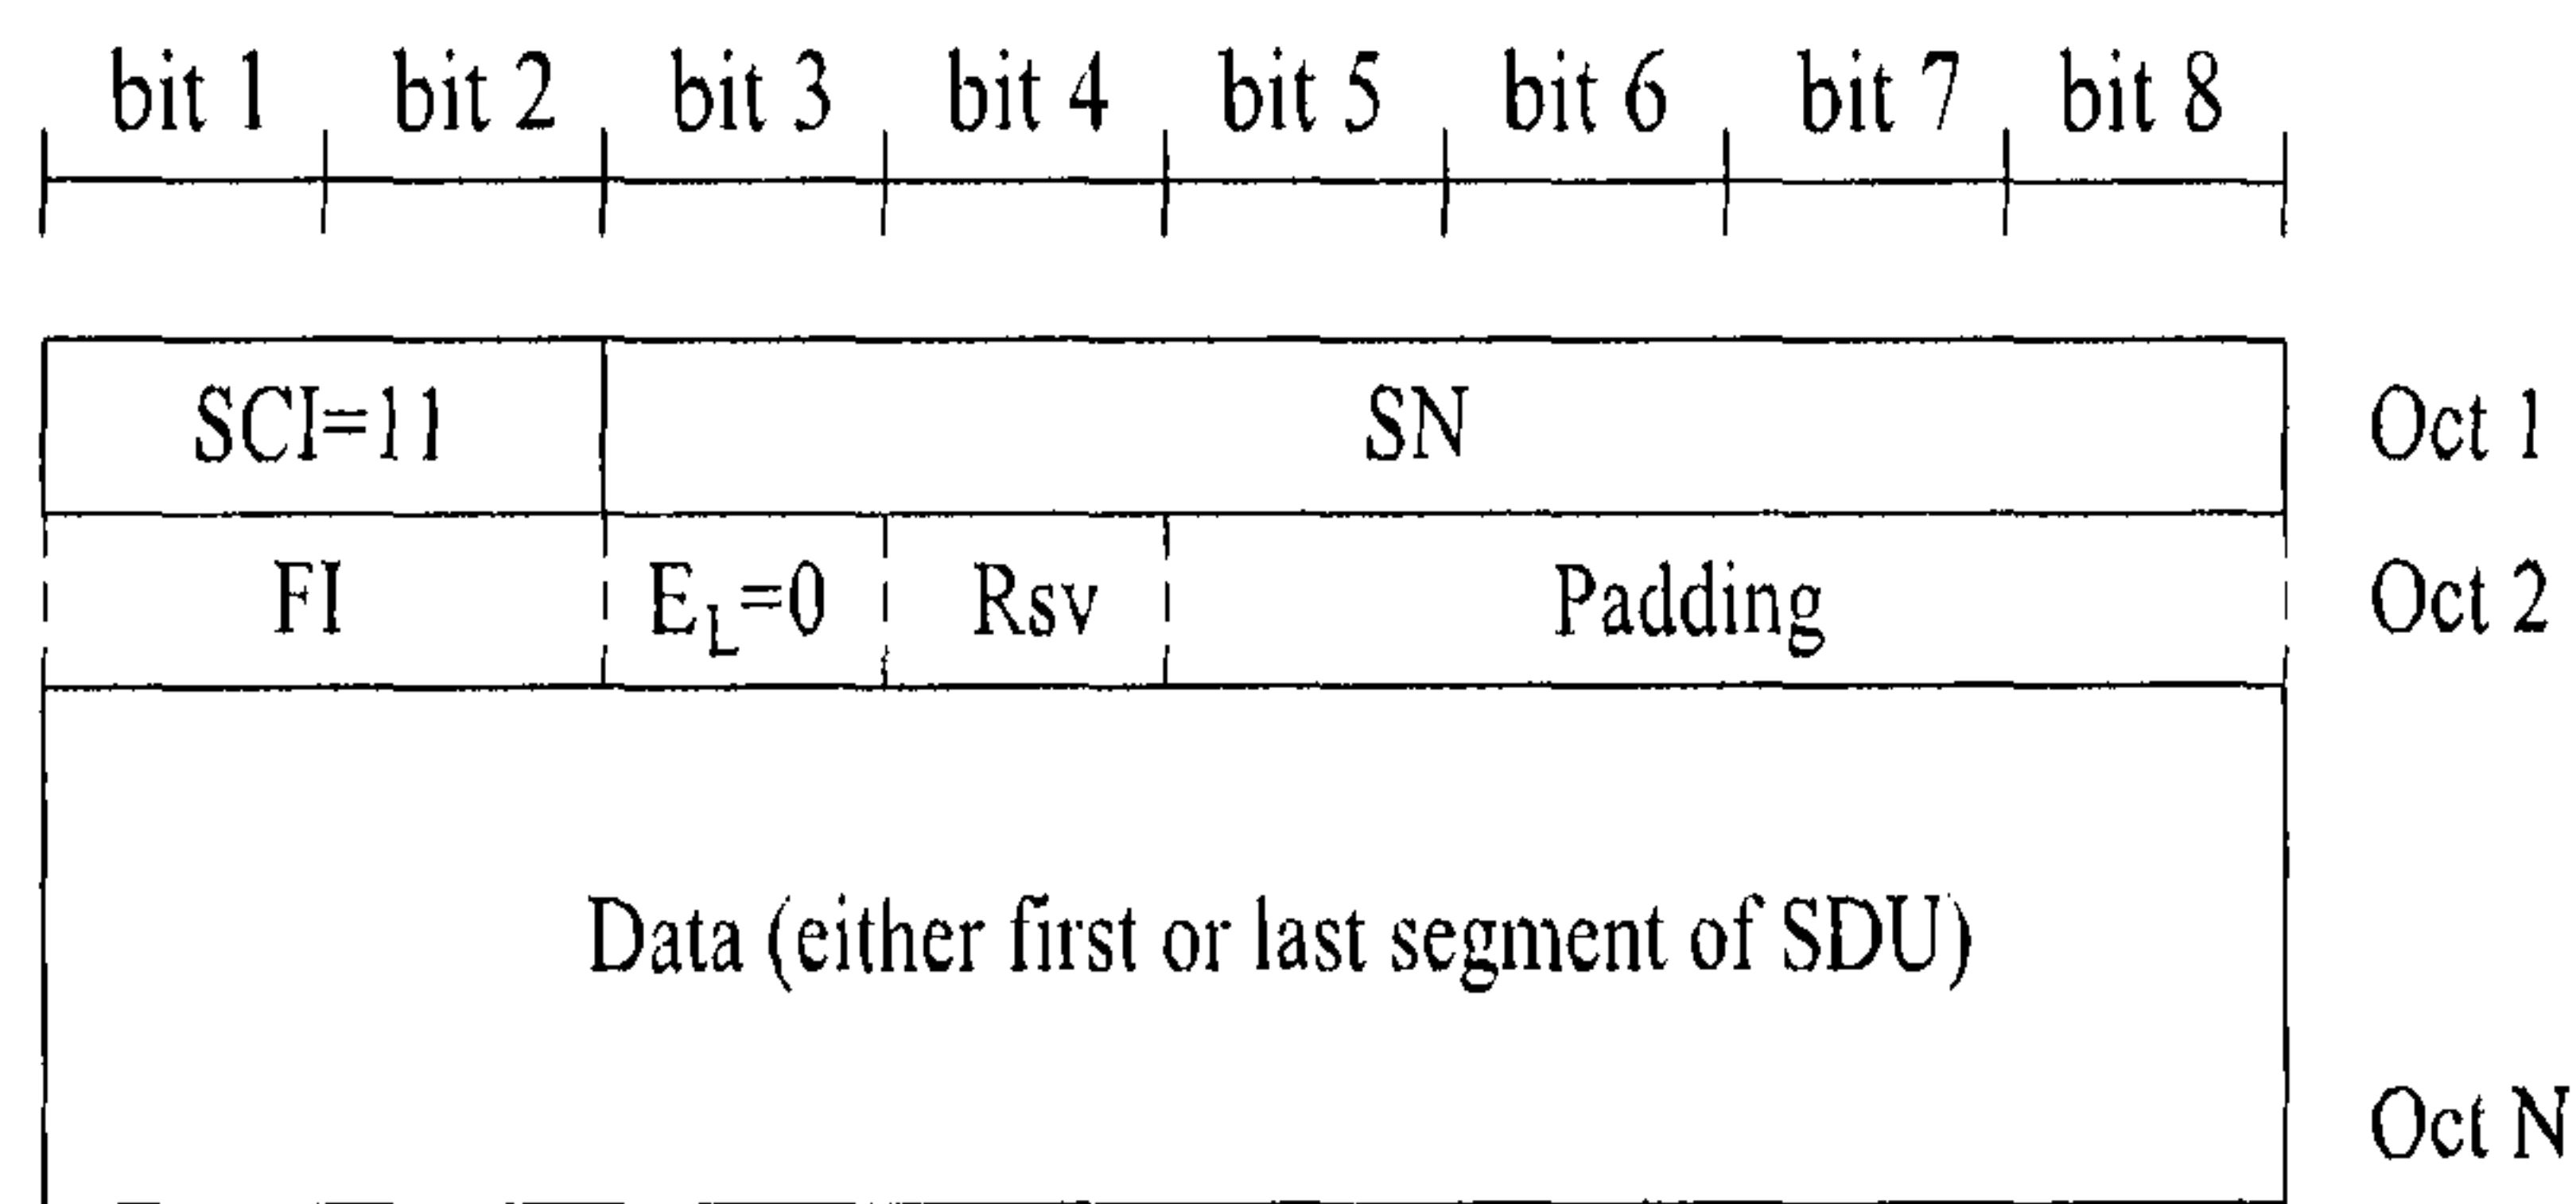 bit 1 bit 2 bit 3 bit 4 bit 5 bit 6 bit 7 bit 8
SCI=11 SN Oct 1
FI E_L=0 Rsv Padding Oct 2
Data (either first or last segment of SDU)
Oct N